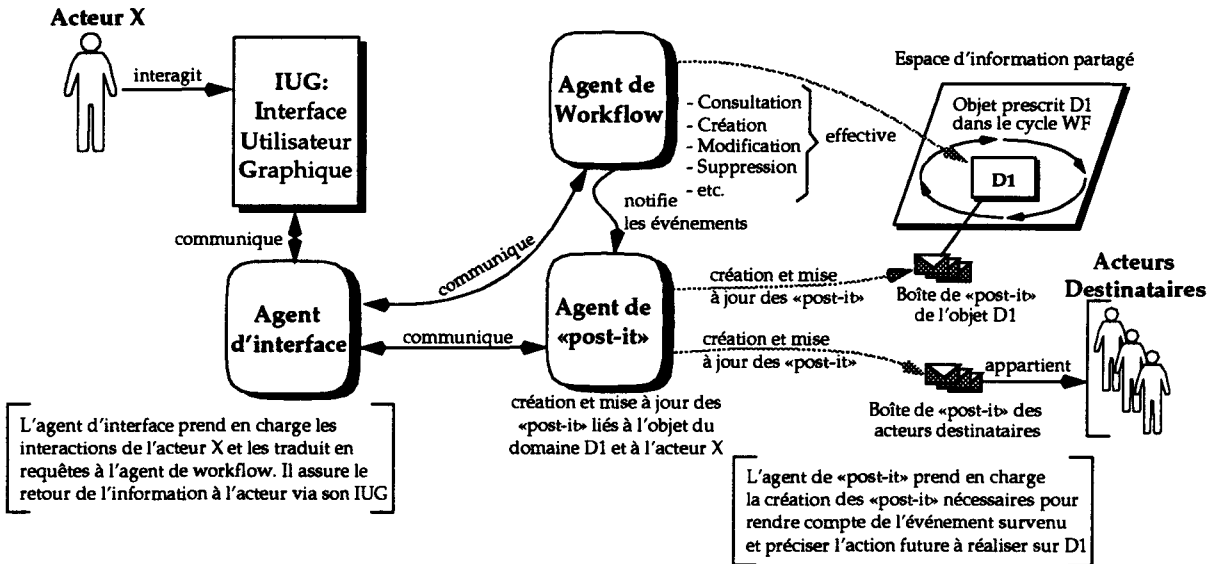 Acteur X
interagit
IUG:
Interface
Utilisateur
Graphique
communique
Agent
d'interface
L'agent d'interface prend en charge les
interactions de l'acteur X et les traduit en
requêtes à l'agent de workflow. Il assure le
retour de l'information à l'acteur via son IUG
Agent de
Workflow
- Consultation
- Création
- Modification
- Suppression
- etc.
effective
notifie
les événements
communique
communique
Agent de
«post-it»
création et mise à jour des
«post-it» liés à l'objet du
domaine D1 et à l'acteur X
Espace d'information partagé
Objet prescrit D1
dans le cycle WF
D1
création et mise
à jour des «post-it»
Boîte de «post-it»
de l'objet D1
création et mise
à jour des «post-it»
Boîte de «post-it» des
acteurs destinataires
appartient
Acteurs
Destinataires
L'agent de «post-it» prend en charge
la création des «post-it» nécessaires pour
rendre compte de l'événement survenu
et préciser l'action future à réaliser sur D1